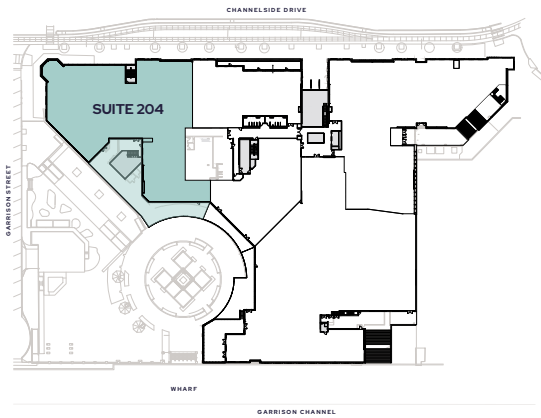 CHANNELSIDE DRIVE
SUITE 204
GARRISON STREET
WHARF
GARRISON CHANNEL